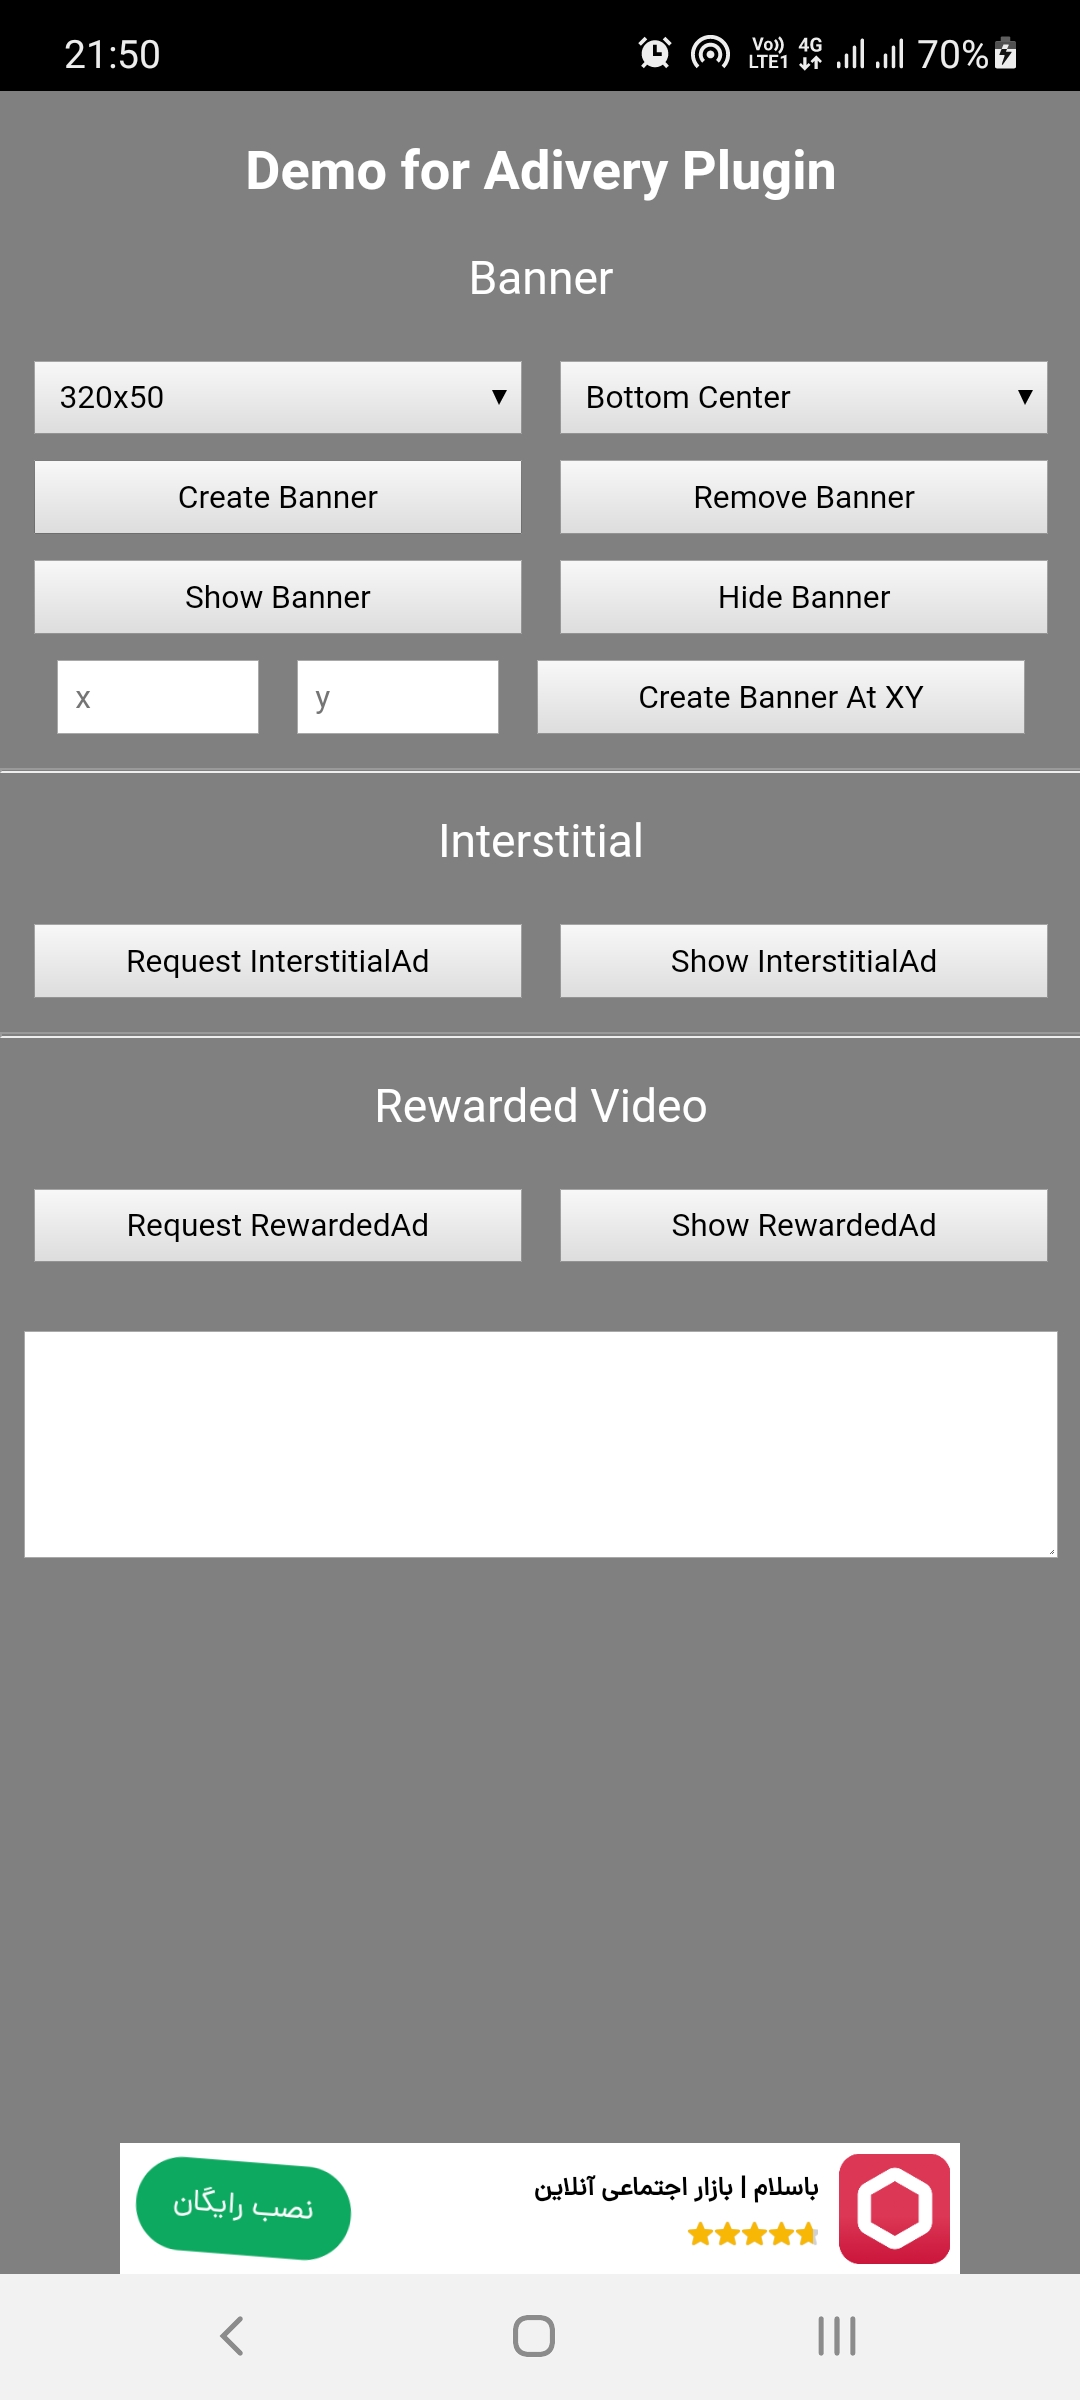 21:50
Vo)) LTE1 4G 70%
Demo for Adivery Plugin
Banner
320x50
Bottom Center
Create Banner
Remove Banner
Show Banner
Hide Banner
x
y
Create Banner At XY
Interstitial
Request InterstitialAd
Show InterstitialAd
Rewarded Video
Request RewardedAd
Show RewardedAd
باسلام | بازار اجتماعی آنلاین
نصب رایگان